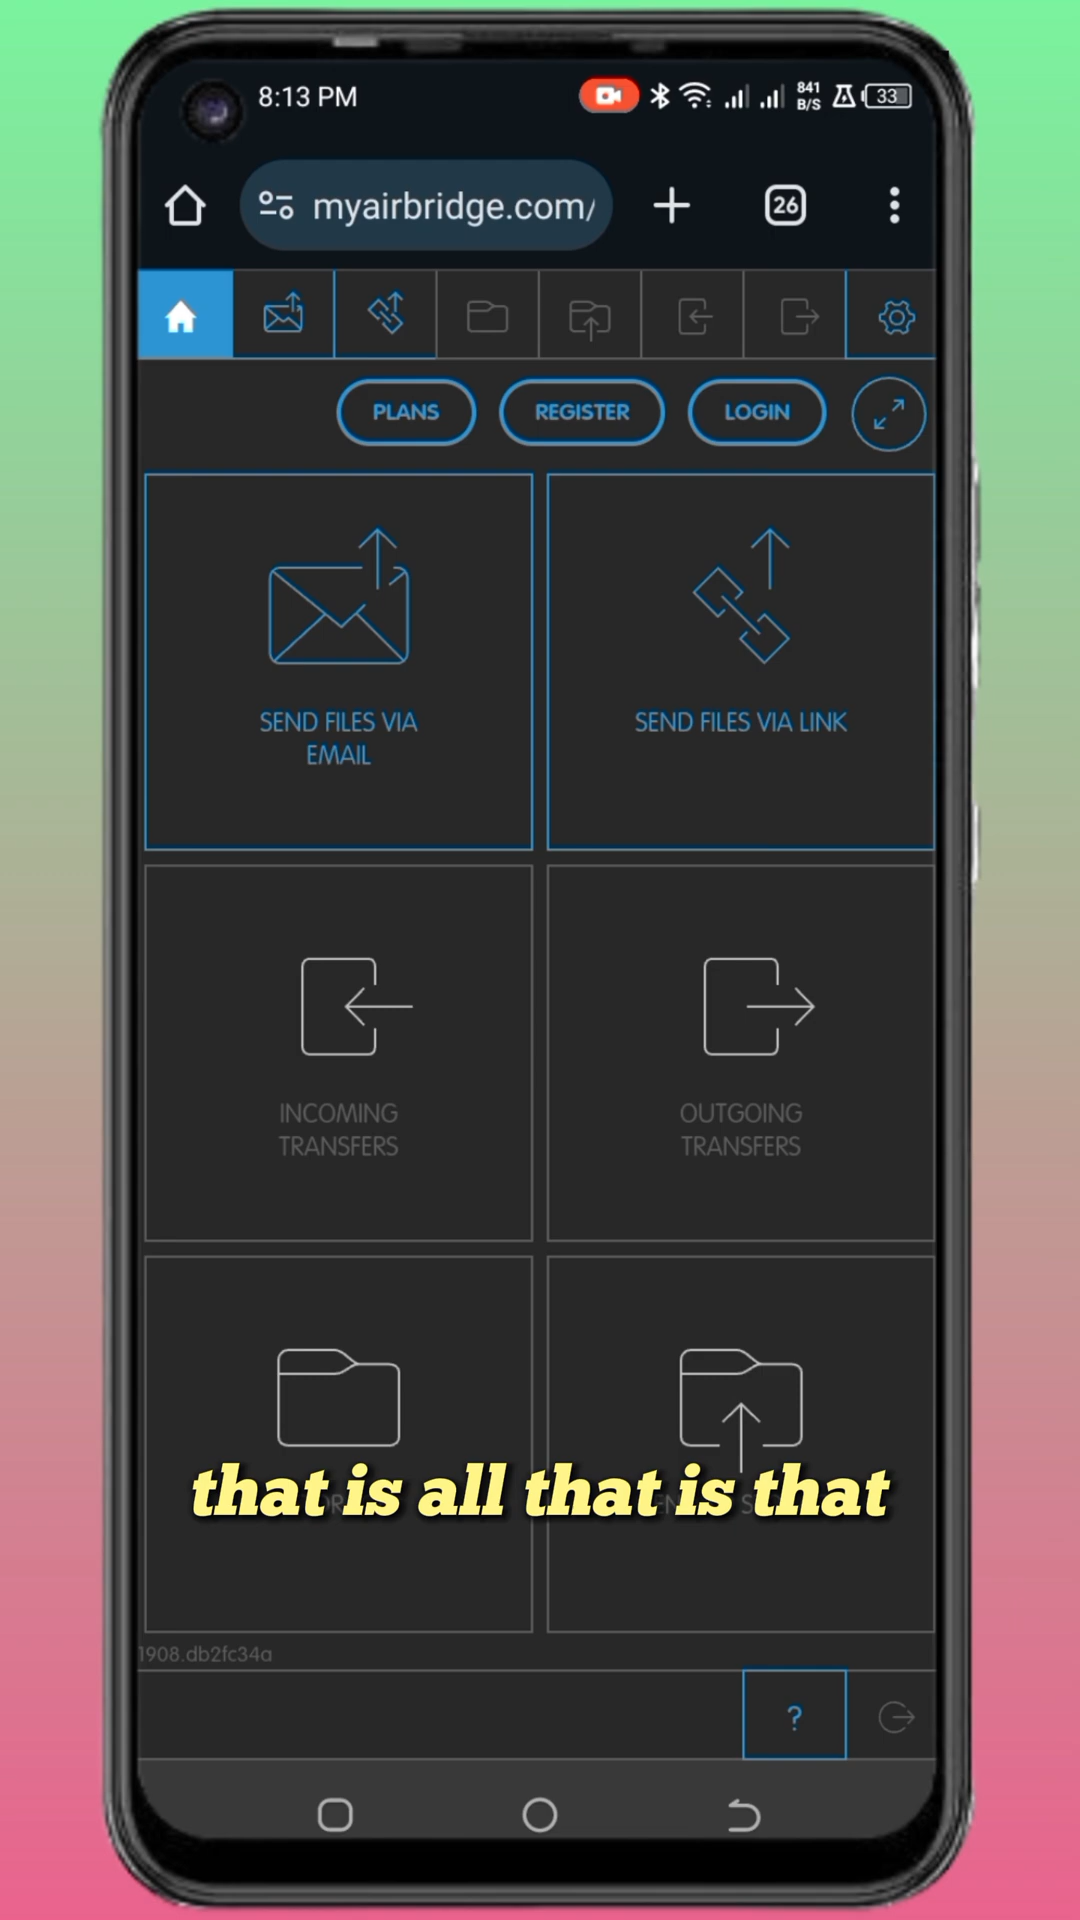 8:13 PM
841
B/S
33
myairbridge.com/
26
PLANS
REGISTER
LOGIN
SEND FILES VIA
EMAIL
SEND FILES VIA LINK
INCOMING
TRANSFERS
OUTGOING
TRANSFERS
that is all that is that
1908.db2fc34a
?